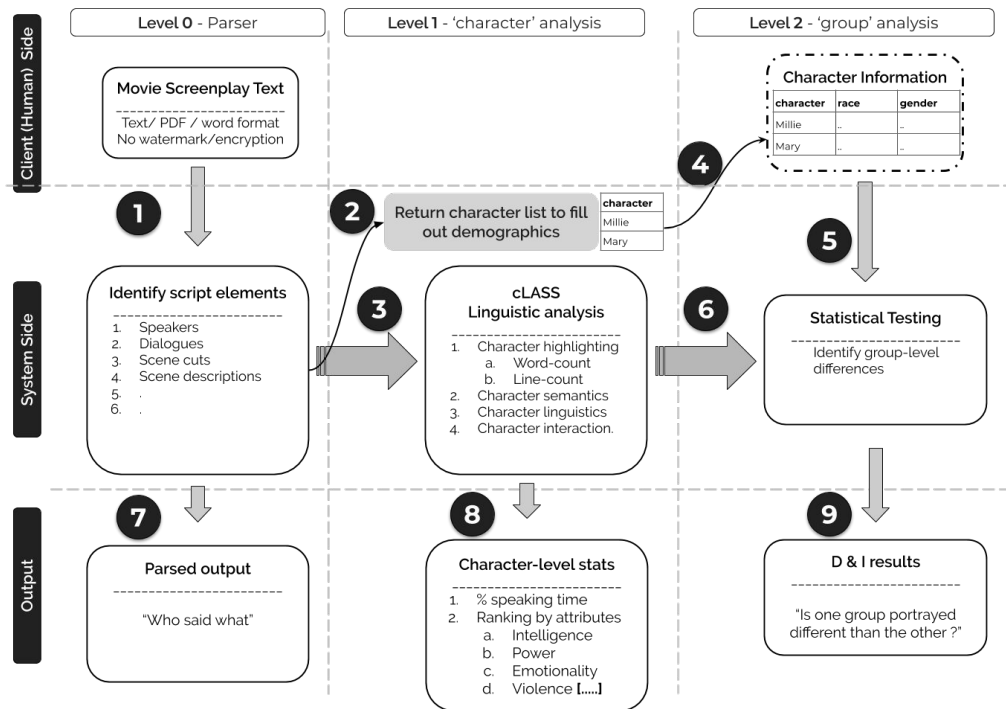 Level 0 - Parser
Level 1 - ‘character’ analysis
Level 2 - ‘group’ analysis
Client (Human) Side
Movie Screenplay Text
Text/ PDF / word format
No watermark/encryption
Character Information
character race gender
Millie .. ..
Mary .. ..
1
2
Return character list to fill
out demographics
character
Millie
Mary
4
5
System Side
Identify script elements
1. Speakers
2. Dialogues
3. Scene cuts
4. Scene descriptions
5. .
6. .
3
cLASS
Linguistic analysis
1. Character highlighting
a. Word-count
b. Line-count
2. Character semantics
3. Character linguistics
4. Character interaction.
6
Statistical Testing
Identify group-level
differences
Output
7
Parsed output
“Who said what”
8
Character-level stats
1. % speaking time
2. Ranking by attributes
a. Intelligence
b. Power
c. Emotionality
d. Violence [.....]
9
D & I results
“Is one group portrayed
different than the other ?”